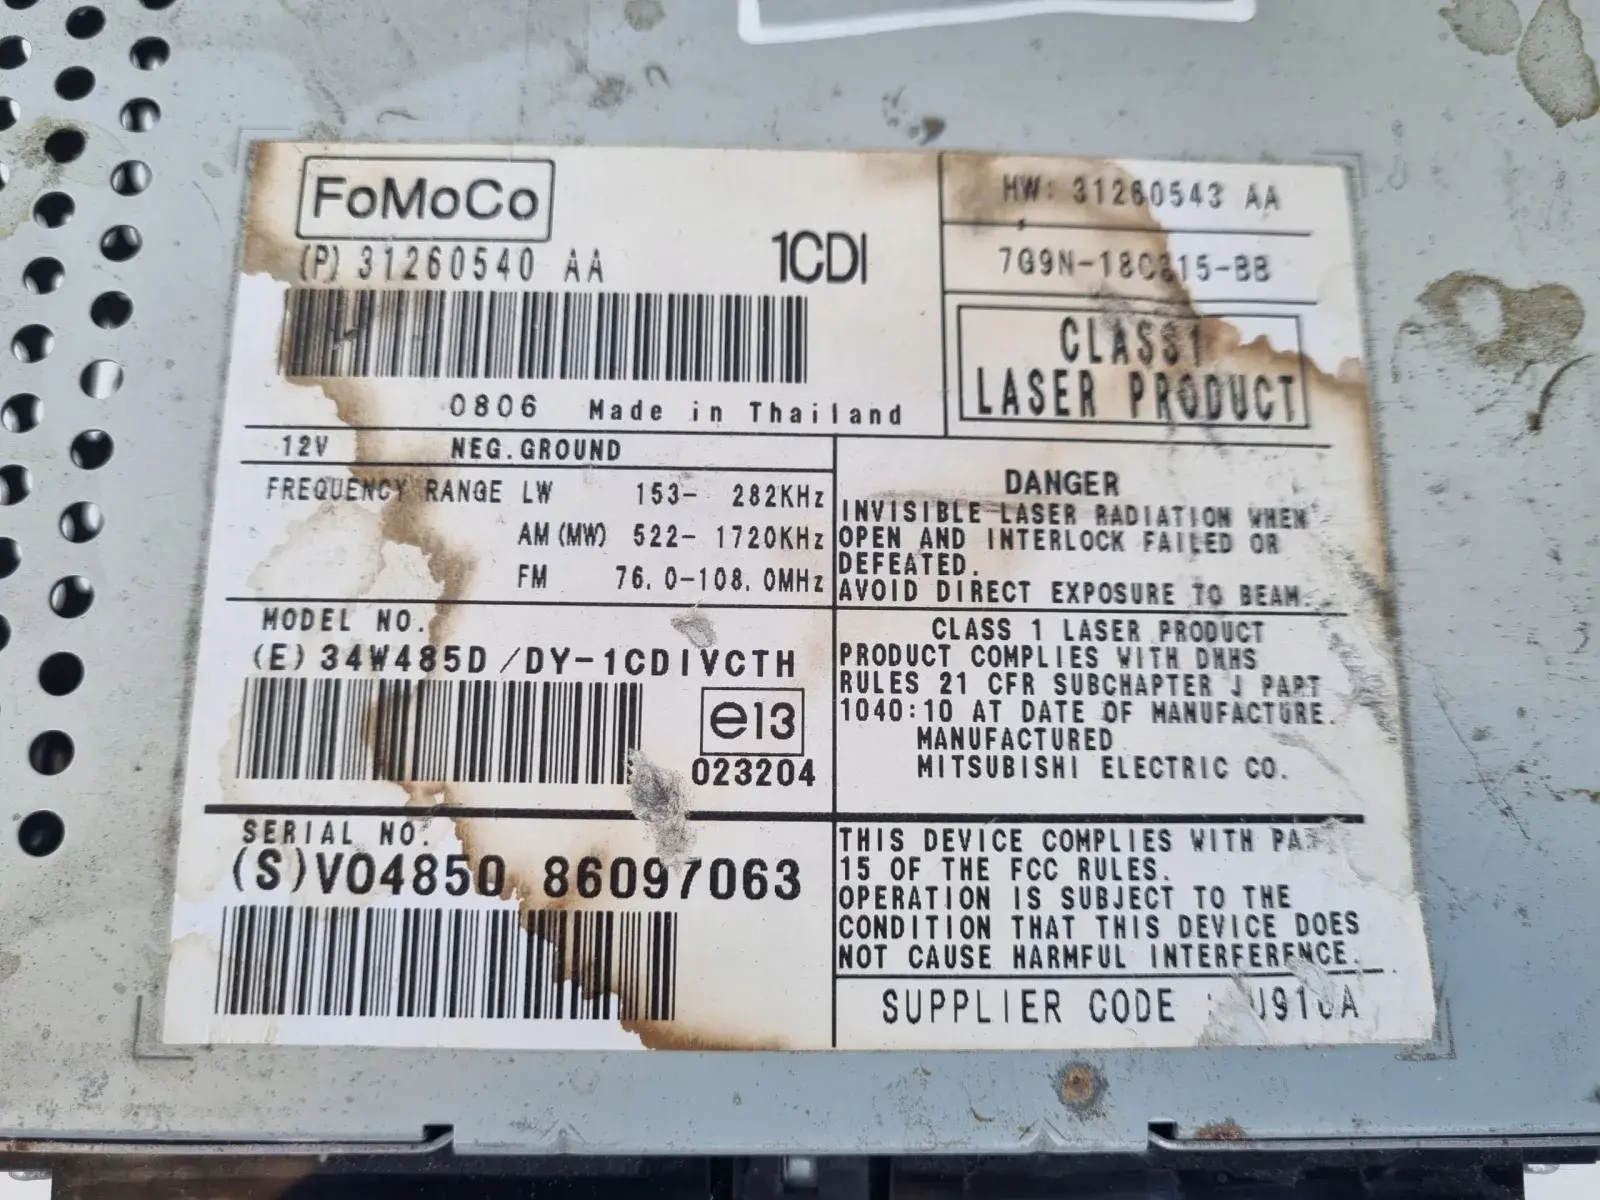 FoMoCo
(P) 31260540 AA
1CDI
0806 Made in Thailand
HW: 31260543 AA
7G9N-18C815-BB
CLASS1
LASER PRODUCT
12V NEG.GROUND
FREQUENCY RANGE LW 153- 282KHz
AM(MW) 522- 1720KHz
FM 76.0-108.0MHz
DANGER
INVISIBLE LASER RADIATION WHEN
OPEN AND INTERLOCK FAILED OR
DEFEATED.
AVOID DIRECT EXPOSURE TO BEAM.
MODEL NO.
(E) 34W485D/DY-1CDIVCTH
e13
023204
CLASS 1 LASER PRODUCT
PRODUCT COMPLIES WITH DHHS
RULES 21 CFR SUBCHAPTER J PART
1040:10 AT DATE OF MANUFACTURE.
MANUFACTURED
MITSUBISHI ELECTRIC CO.
SERIAL NO.
(S)VO4850 86097063
THIS DEVICE COMPLIES WITH
15 OF THE FCC RULES.
OPERATION IS SUBJECT TO THE
CONDITION THAT THIS DEVICE DOES
NOT CAUSE HARMFUL INTERFERENCE.
SUPPLIER CODE :